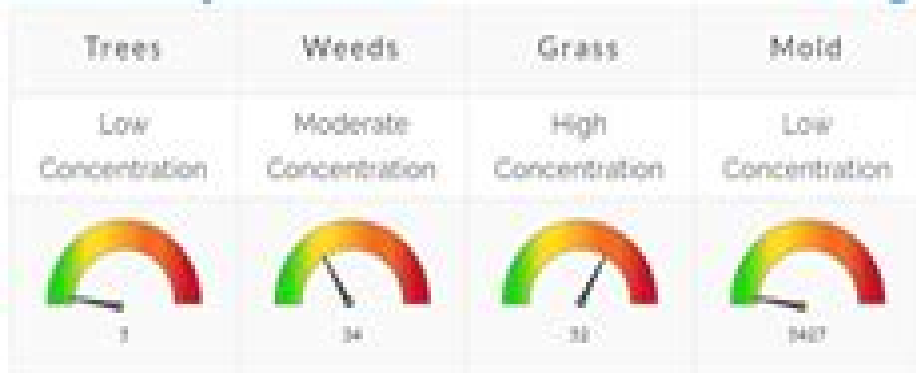 Trees Weeds Grass Mold
Low Moderate High Low
Concentration Concentration Concentration Concentration